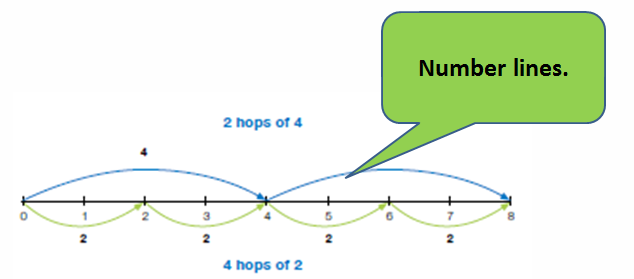 Number lines.
2 hops of 4
4
0 1 2 3 4 5 6 7 8
2 2 2 2
4 hops of 2